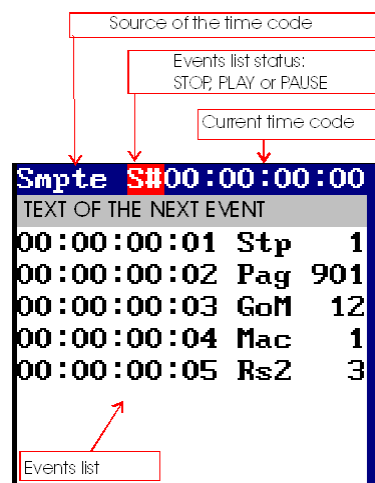 Source of the time code
Events list status:
STOP, PLAY or PAUSE
Current time code
Smpte S#00:00:00:00
TEXT OF THE NEXT EVENT
00:00:00:01 Stp 1
00:00:00:02 Pag 901
00:00:00:03 GoM 12
00:00:00:04 Mac 1
00:00:00:05 Rs2 3
Events list